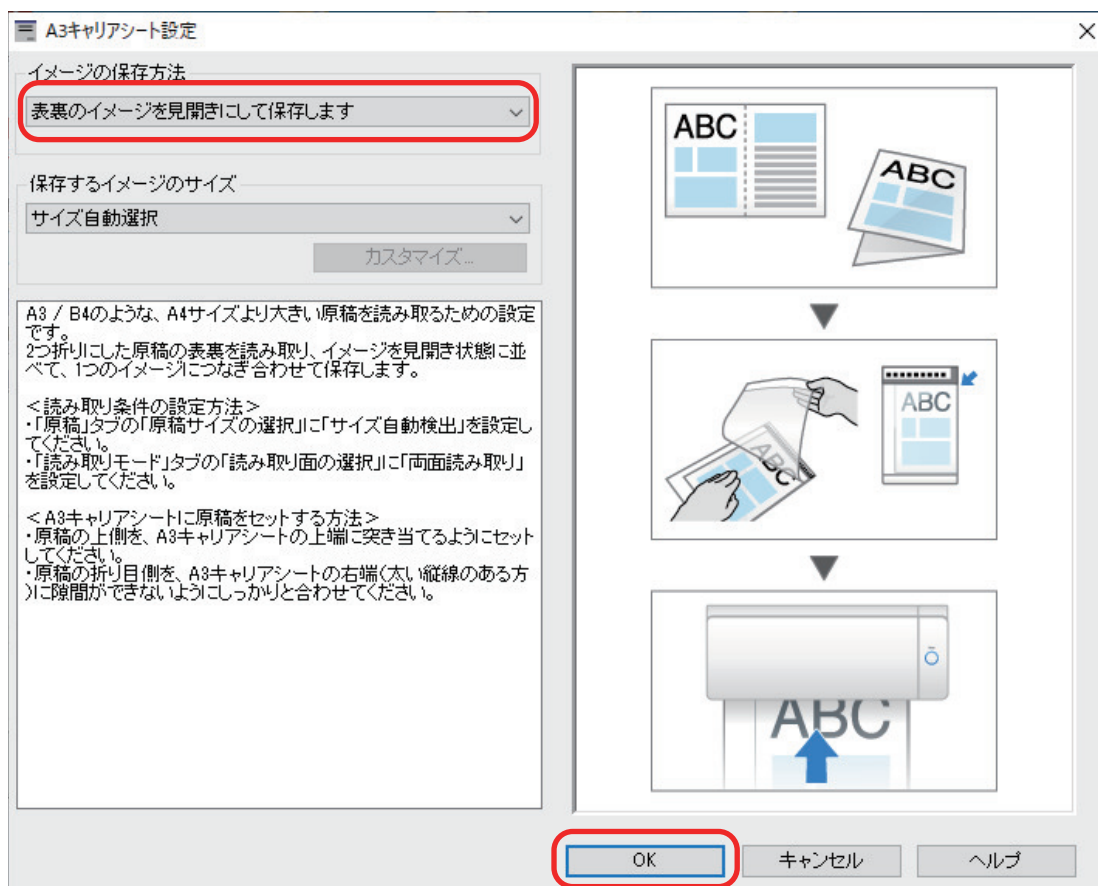 A3キャリアシート設定
イメージの保存方法
表裏のイメージを見開きにして保存します
保存するイメージのサイズ
サイズ自動選択
カスタマイズ...
A3 / B4のような、A4サイズより大きい原稿を読み取るための設定
です。
2つ折りにした原稿の表裏を読み取り、イメージを見開き状態に並
べて、1つのイメージにつなぎ合わせて保存します。
<読み取り条件の設定方法>
・「原稿」タブの「原稿サイズの選択」に「サイズ自動検出」を設定し
てください。
・「読み取りモード」タブの「読み取り面の選択」に「両面読み取り」
を設定してください。
<A3キャリアシートに原稿をセットする方法>
・原稿の上側を、A3キャリアシートの上端に突き当てるようにセット
してください。
・原稿の折り目側を、A3キャリアシートの右端(太い縦線のある方
)に隙間ができないようにしっかりと合わせてください。
ABC
ABC
ABC
ABC
ABC
OK
キャンセル
ヘルプ